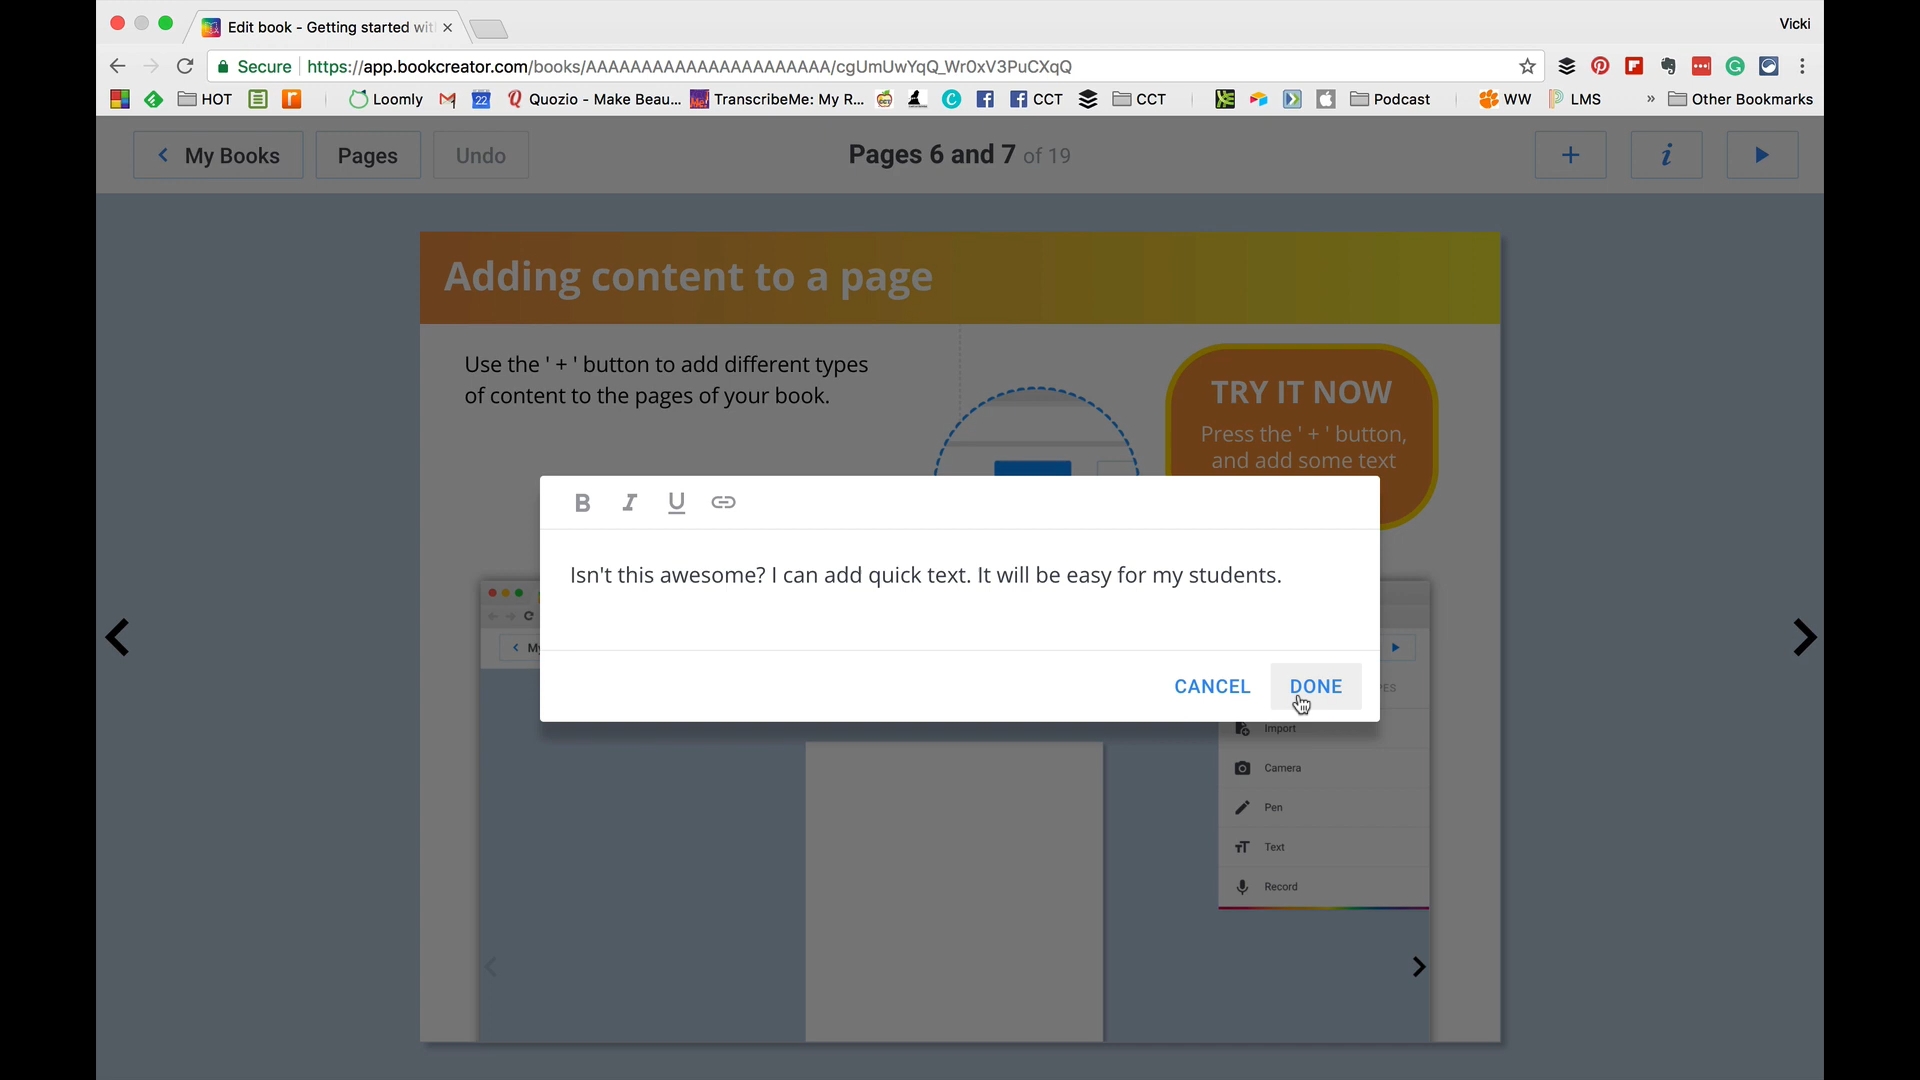 Edit book - Getting started wit
Vicki
Secure https://app.bookcreator.com/books/AAAAAAAAAAAAAAAAAAAAAA/cgUmUwYqQ_Wr0xV3PuCXqQ
HOT
22
Loomly
Quozio - Make Beau...
TranscribeMe: My R...
CCT
CCT
Podcast
WW
LMS
» Other Bookmarks
My Books
Pages
Undo
Pages 6 and 7 of 19
Adding content to a page
Use the ' + ' button to add different types
of content to the pages of your book.
TRY IT NOW
Press the ' + ' button,
and add some text
B I U
Isn't this awesome? I can add quick text. It will be easy for my students.
CANCEL
DONE
Import
Camera
Pen
Text
Record